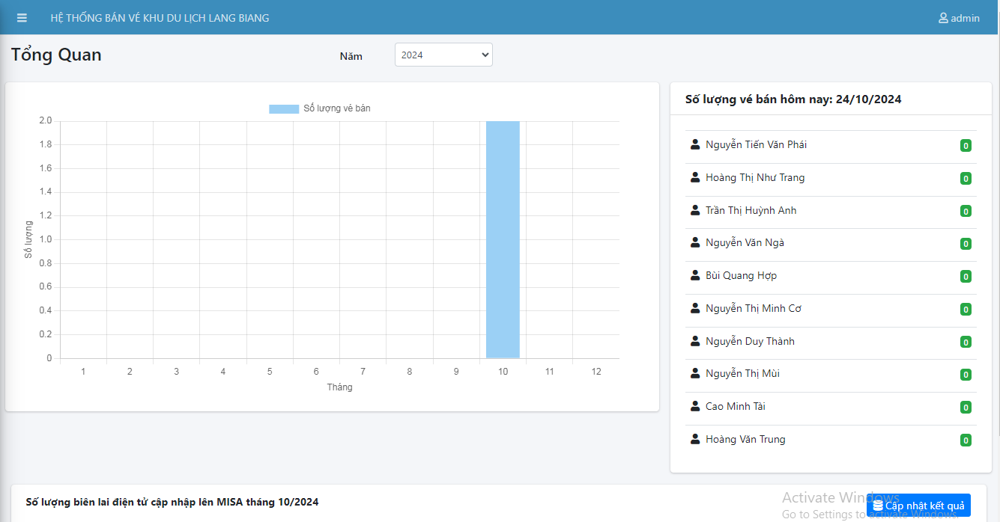 HỆ THỐNG BÁN VÉ KHU DU LỊCH LANG BIANG
admin
Tổng Quan
Năm
2024
Số lượng vé bán
2.0
1.8
1.6
1.4
1.2
1.0
0.8
0.6
0.4
0.2
0
Số lượng
1 2 3 4 5 6 7 8 9 10 11 12
Tháng
Số lượng vé bán hôm nay: 24/10/2024
Nguyễn Tiến Văn Phái 0
Hoàng Thị Như Trang 0
Trần Thị Huỳnh Anh 0
Nguyễn Văn Ngà 0
Bùi Quang Hợp 0
Nguyễn Thị Minh Cơ 0
Nguyễn Duy Thành 0
Nguyễn Thị Mùi 0
Cao Minh Tài 0
Hoàng Văn Trung 0
Số lượng biên lai điện tử cập nhập lên MISA tháng 10/2024
Cập nhật kết quả
Activate Windows
Go to Settings to activate Windows.